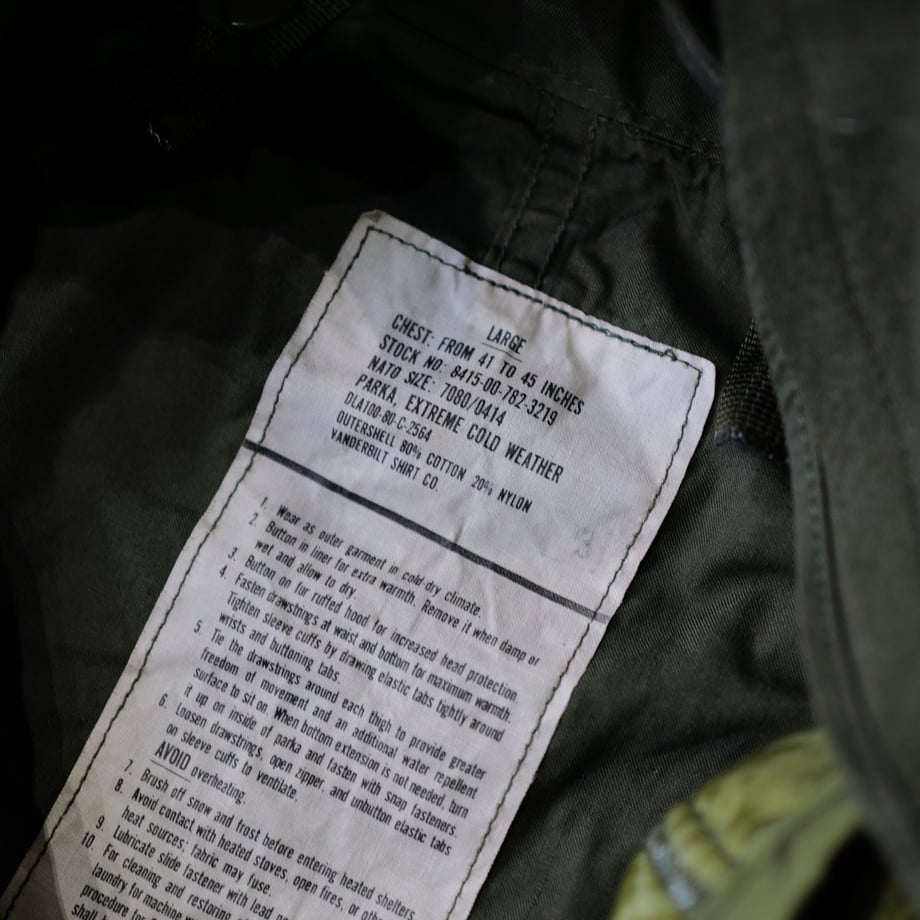 LARGE
CHEST: FROM 41 TO 45 INCHES
STOCK NO: 8415-00-782-3219
NATO SIZE: 7080/0414
PARKA, EXTREME COLD WEATHER
DLA100-80-C-2564
OUTERSHELL 80% COTTON 20% NYLON
VANDERBILT SHIRT CO.
1. Wear as outer garment in cold-dry climate.
2. Button in liner for extra warmth. Remove it when damp or
wet and allow to dry.
3. Button on fur ruffed hood for increased head protection
4. Fasten drawstrings at waist and bottom for maximum warmth.
Tighten sleeve cuffs by drawing elastic tabs tightly around
wrists and buttoning tabs.
5. Tie the drawstrings around each thigh to provide greater
freedom of movement and an additional water repellent
surface to sit on. When bottom extension is not needed, turn
it up on inside of parka and fasten with snap fasteners.
6. Loosen drawstrings, open zipper, and unbutton elastic tabs
on sleeve cuffs to ventilate.
AVOID overheating.
7. Brush off snow and frost before entering heated shelters
8. Avoid contact with heated stoves, open fires, or othe
heat sources; fabric may fuse.
9. Lubricate slide fastener with lead
10. For cleaning and restoring
laundry for machine
procedure for
shall